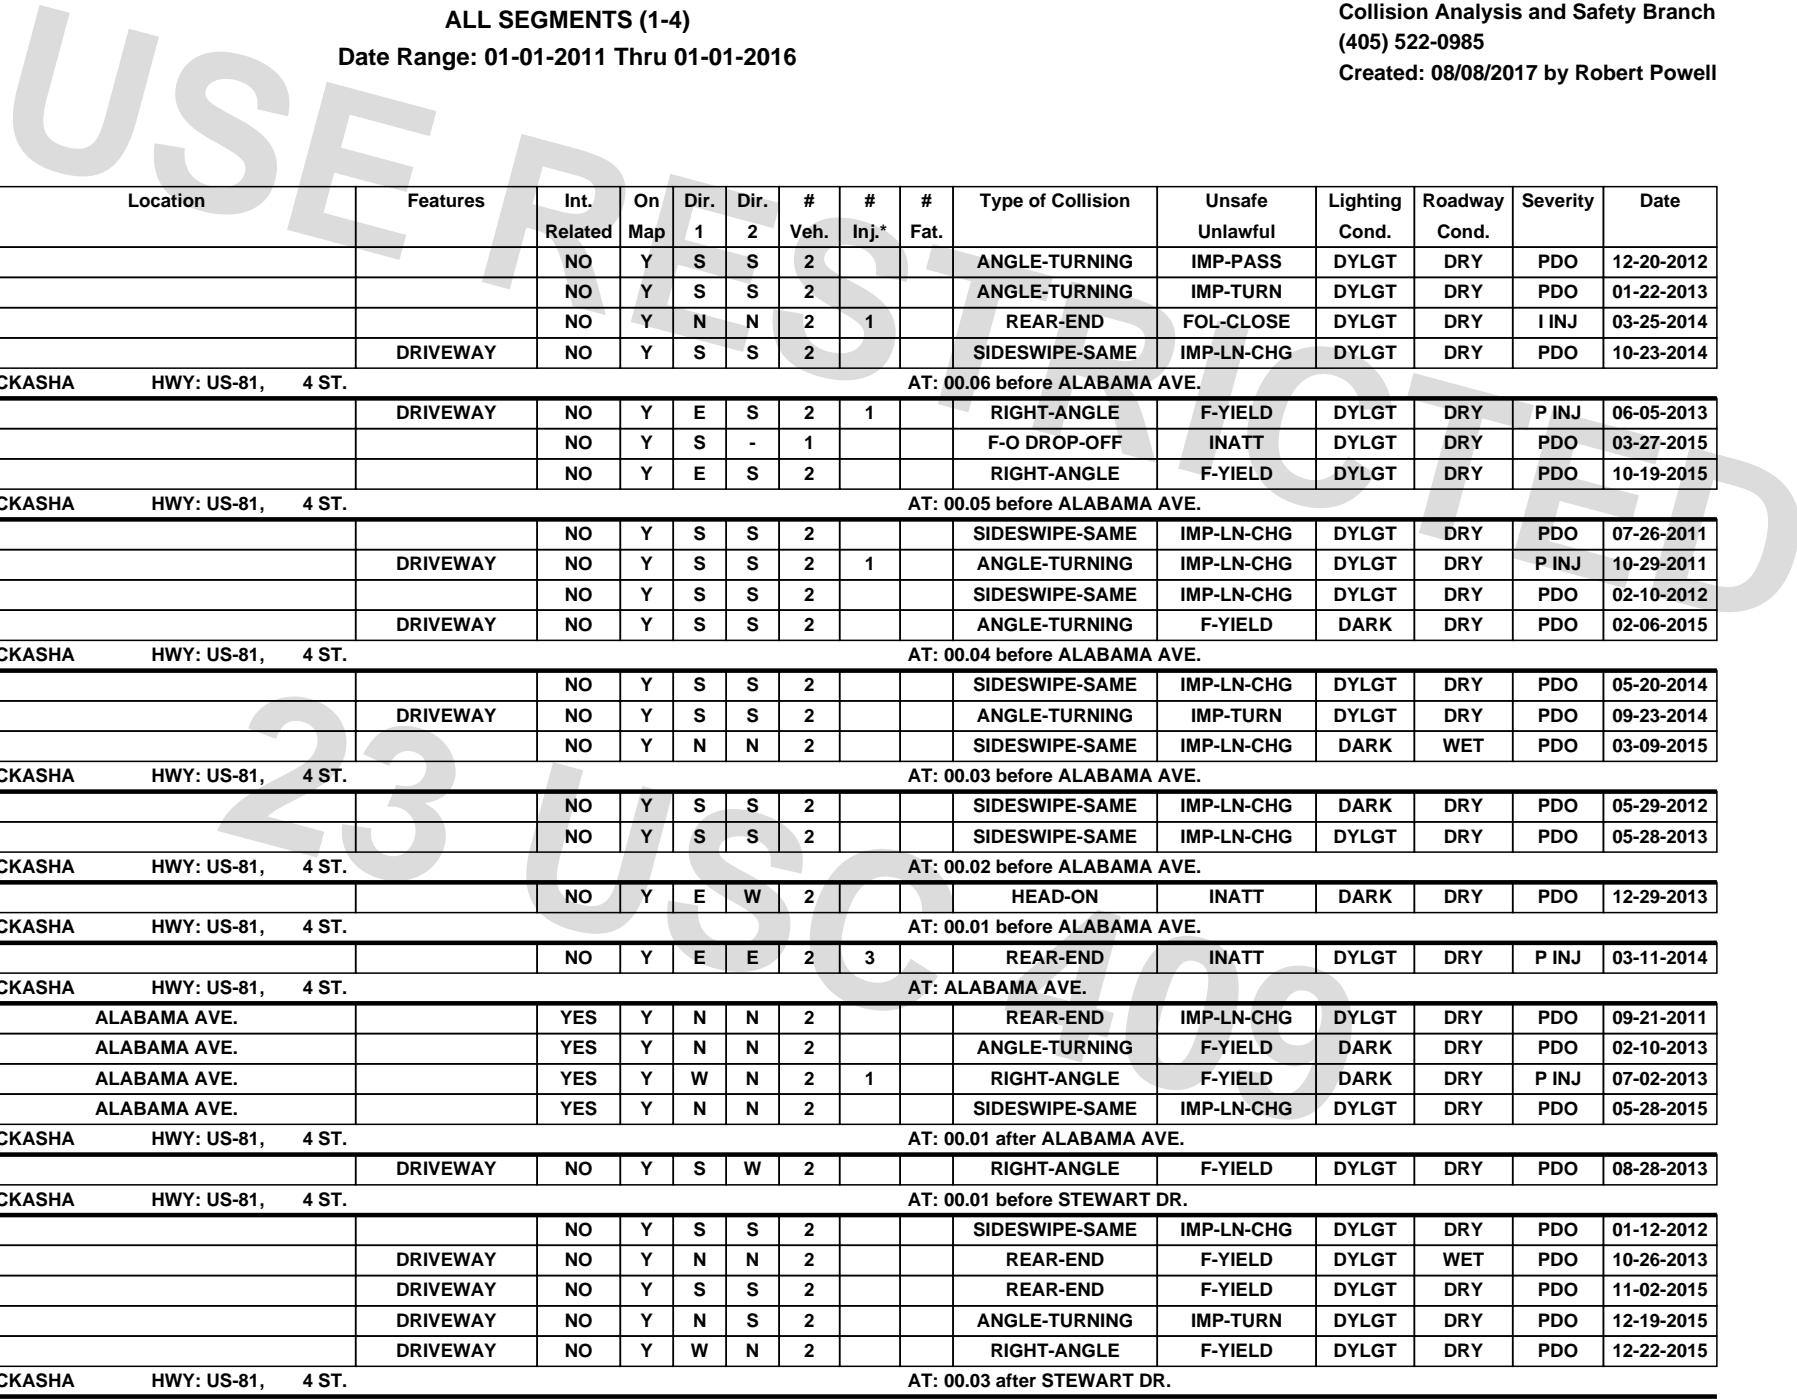 ALL SEGMENTS (1-4)
Date Range: 01-01-2011 Thru 01-01-2016
Collision Analysis and Safety Branch
(405) 522-0985
Created: 08/08/2017 by Robert Powell
USE RESTRICTED
23 USC 409
Location Features Int. On Dir. Dir. # # # Type of Collision Unsafe Lighting Roadway Severity Date
Related Map 1 2 Veh. Inj.* Fat. Unlawful Cond. Cond.
NO Y S S 2 ANGLE-TURNING IMP-PASS DYLGT DRY PDO 12-20-2012
NO Y S S 2 ANGLE-TURNING IMP-TURN DYLGT DRY PDO 01-22-2013
NO Y N N 2 1 REAR-END FOL-CLOSE DYLGT DRY I INJ 03-25-2014
DRIVEWAY NO Y S S 2 SIDESWIPE-SAME IMP-LN-CHG DYLGT DRY PDO 10-23-2014
CKASHA HWY: US-81, 4 ST. AT: 00.06 before ALABAMA AVE.
DRIVEWAY NO Y E S 2 1 RIGHT-ANGLE F-YIELD DYLGT DRY P INJ 06-05-2013
NO Y S - 1 F-O DROP-OFF INATT DYLGT DRY PDO 03-27-2015
NO Y E S 2 RIGHT-ANGLE F-YIELD DYLGT DRY PDO 10-19-2015
CKASHA HWY: US-81, 4 ST. AT: 00.05 before ALABAMA AVE.
NO Y S S 2 SIDESWIPE-SAME IMP-LN-CHG DYLGT DRY PDO 07-26-2011
DRIVEWAY NO Y S S 2 1 ANGLE-TURNING IMP-LN-CHG DYLGT DRY P INJ 10-29-2011
NO Y S S 2 SIDESWIPE-SAME IMP-LN-CHG DYLGT DRY PDO 02-10-2012
DRIVEWAY NO Y S S 2 ANGLE-TURNING F-YIELD DARK DRY PDO 02-06-2015
CKASHA HWY: US-81, 4 ST. AT: 00.04 before ALABAMA AVE.
NO Y S S 2 SIDESWIPE-SAME IMP-LN-CHG DYLGT DRY PDO 05-20-2014
DRIVEWAY NO Y S S 2 ANGLE-TURNING IMP-TURN DYLGT DRY PDO 09-23-2014
NO Y N N 2 SIDESWIPE-SAME IMP-LN-CHG DARK WET PDO 03-09-2015
CKASHA HWY: US-81, 4 ST. AT: 00.03 before ALABAMA AVE.
NO Y S S 2 SIDESWIPE-SAME IMP-LN-CHG DARK DRY PDO 05-29-2012
NO Y S S 2 SIDESWIPE-SAME IMP-LN-CHG DYLGT DRY PDO 05-28-2013
CKASHA HWY: US-81, 4 ST. AT: 00.02 before ALABAMA AVE.
NO Y E W 2 HEAD-ON INATT DARK DRY PDO 12-29-2013
CKASHA HWY: US-81, 4 ST. AT: 00.01 before ALABAMA AVE.
NO Y E E 2 3 REAR-END INATT DYLGT DRY P INJ 03-11-2014
CKASHA HWY: US-81, 4 ST. AT: ALABAMA AVE.
ALABAMA AVE. YES Y N N 2 REAR-END IMP-LN-CHG DYLGT DRY PDO 09-21-2011
ALABAMA AVE. YES Y N N 2 ANGLE-TURNING F-YIELD DARK DRY PDO 02-10-2013
ALABAMA AVE. YES Y W N 2 1 RIGHT-ANGLE F-YIELD DARK DRY P INJ 07-02-2013
ALABAMA AVE. YES Y N N 2 SIDESWIPE-SAME IMP-LN-CHG DYLGT DRY PDO 05-28-2015
CKASHA HWY: US-81, 4 ST. AT: 00.01 after ALABAMA AVE.
DRIVEWAY NO Y S W 2 RIGHT-ANGLE F-YIELD DYLGT DRY PDO 08-28-2013
CKASHA HWY: US-81, 4 ST. AT: 00.01 before STEWART DR.
NO Y S S 2 SIDESWIPE-SAME IMP-LN-CHG DYLGT DRY PDO 01-12-2012
DRIVEWAY NO Y N N 2 REAR-END F-YIELD DYLGT WET PDO 10-26-2013
DRIVEWAY NO Y S S 2 REAR-END F-YIELD DYLGT DRY PDO 11-02-2015
DRIVEWAY NO Y N S 2 ANGLE-TURNING IMP-TURN DYLGT DRY PDO 12-19-2015
DRIVEWAY NO Y W N 2 RIGHT-ANGLE F-YIELD DYLGT DRY PDO 12-22-2015
CKASHA HWY: US-81, 4 ST. AT: 00.03 after STEWART DR.